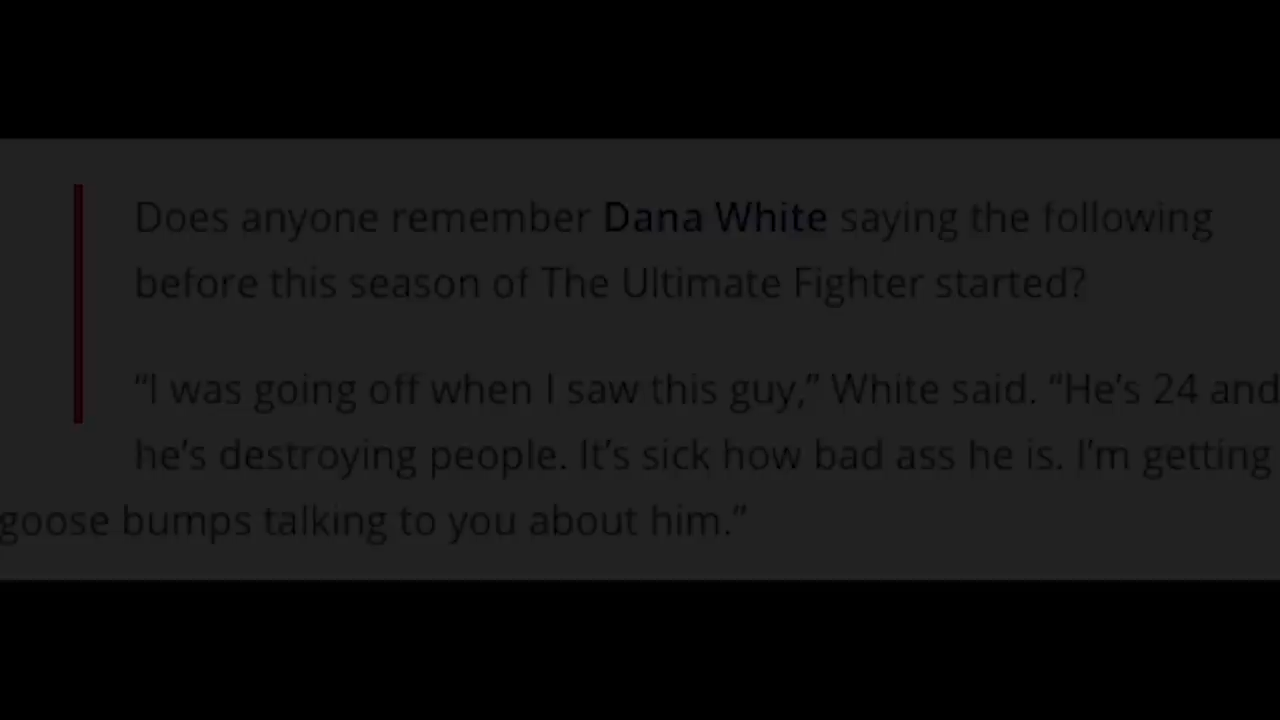 Does anyone remember Dana White saying the following
before this season of The Ultimate Fighter started?
“I was going off when I saw this guy,” White said. “He’s 24 and
he’s destroying people. It’s sick how bad ass he is. I’m getting
goose bumps talking to you about him.”